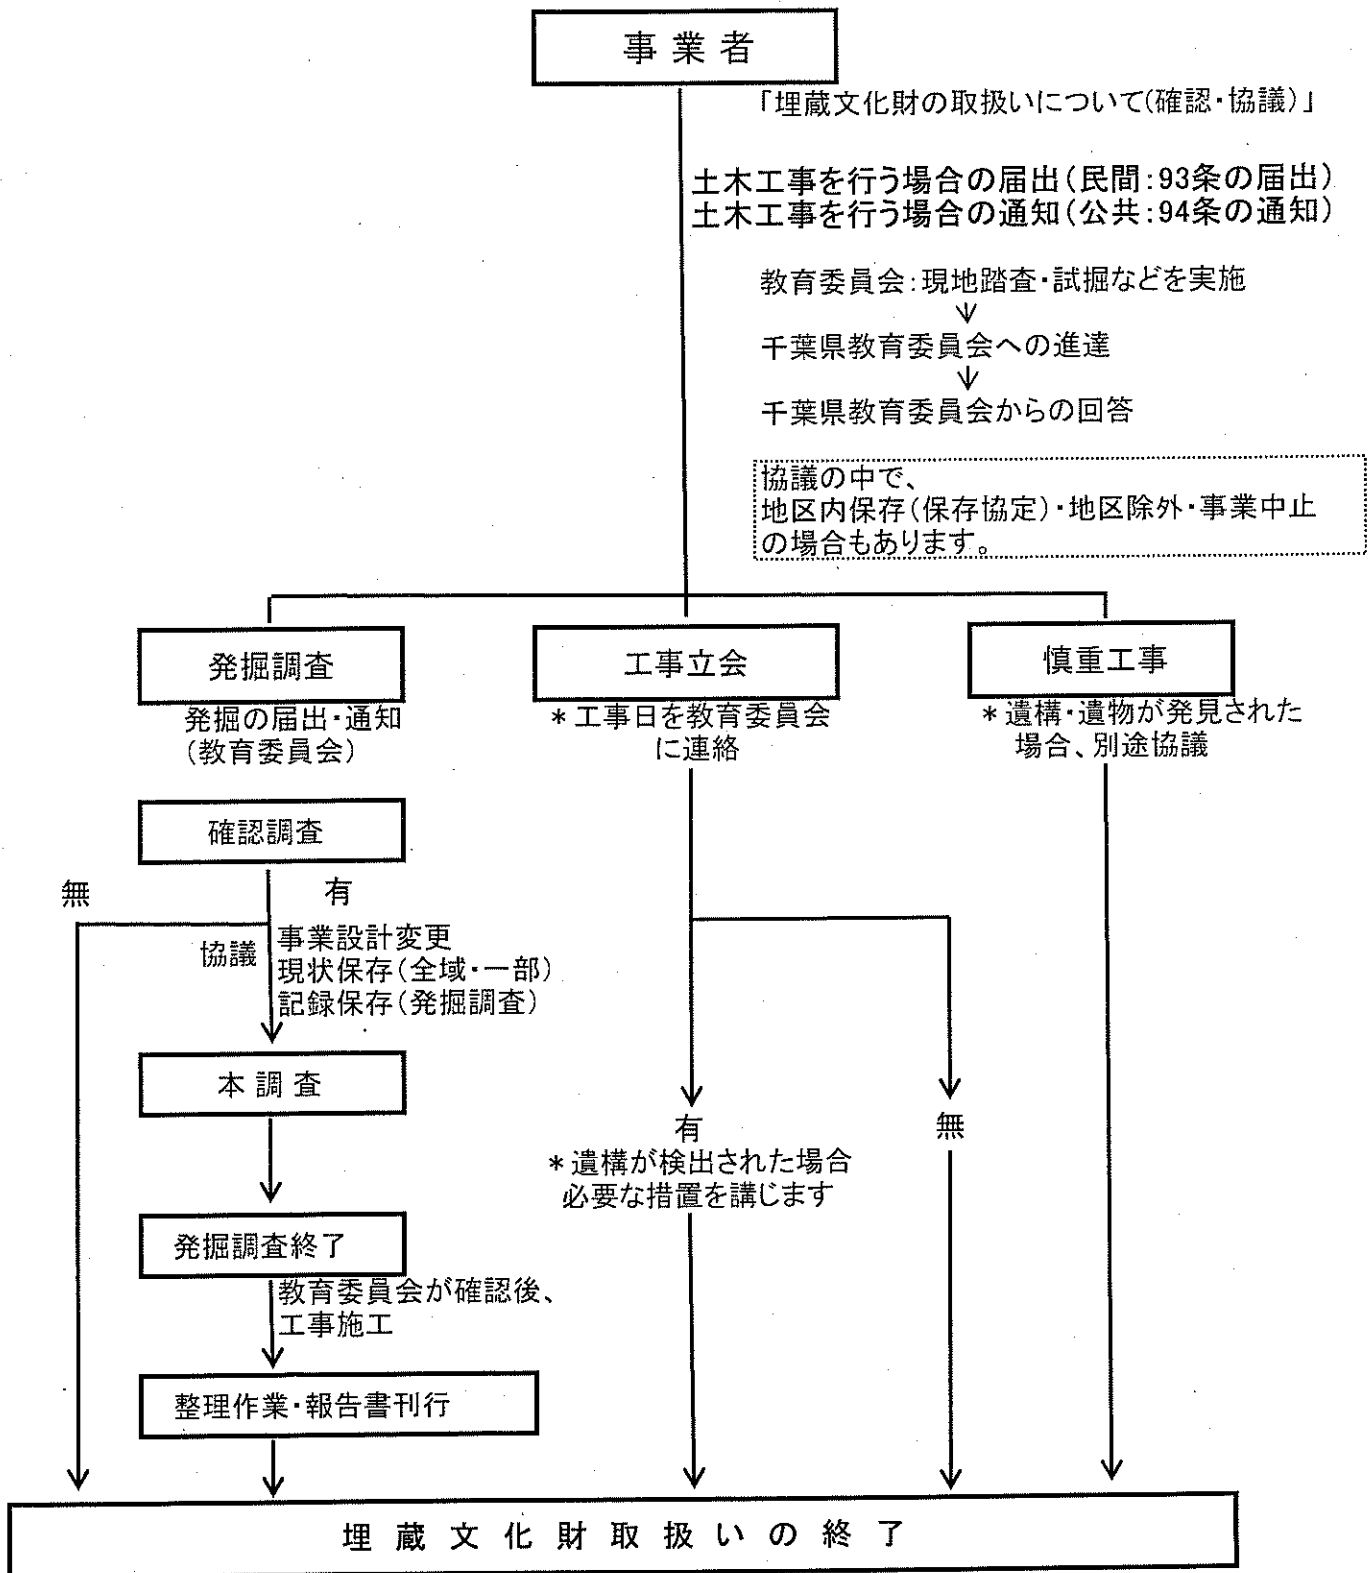 事業者
「埋蔵文化財の取扱いについて(確認・協議)」
土木工事を行う場合の届出(民間:93条の届出)
土木工事を行う場合の通知(公共:94条の通知)
教育委員会:現地踏査・試掘などを実施
千葉県教育委員会への進達
千葉県教育委員会からの回答
協議の中で、
地区内保存(保存協定)・地区除外・事業中止
の場合もあります。
発掘調査
発掘の届出・通知
(教育委員会)
工事立会
*工事日を教育委員会
に連絡
慎重工事
*遺構・遺物が発見された
場合、別途協議
確認調査
無
有
協議
事業設計変更
現状保存(全域・一部)
記録保存(発掘調査)
本調査
有
*遺構が検出された場合
必要な措置を講じます
無
発掘調査終了
教育委員会が確認後、
工事施工
整理作業・報告書刊行
埋蔵文化財取扱いの終了